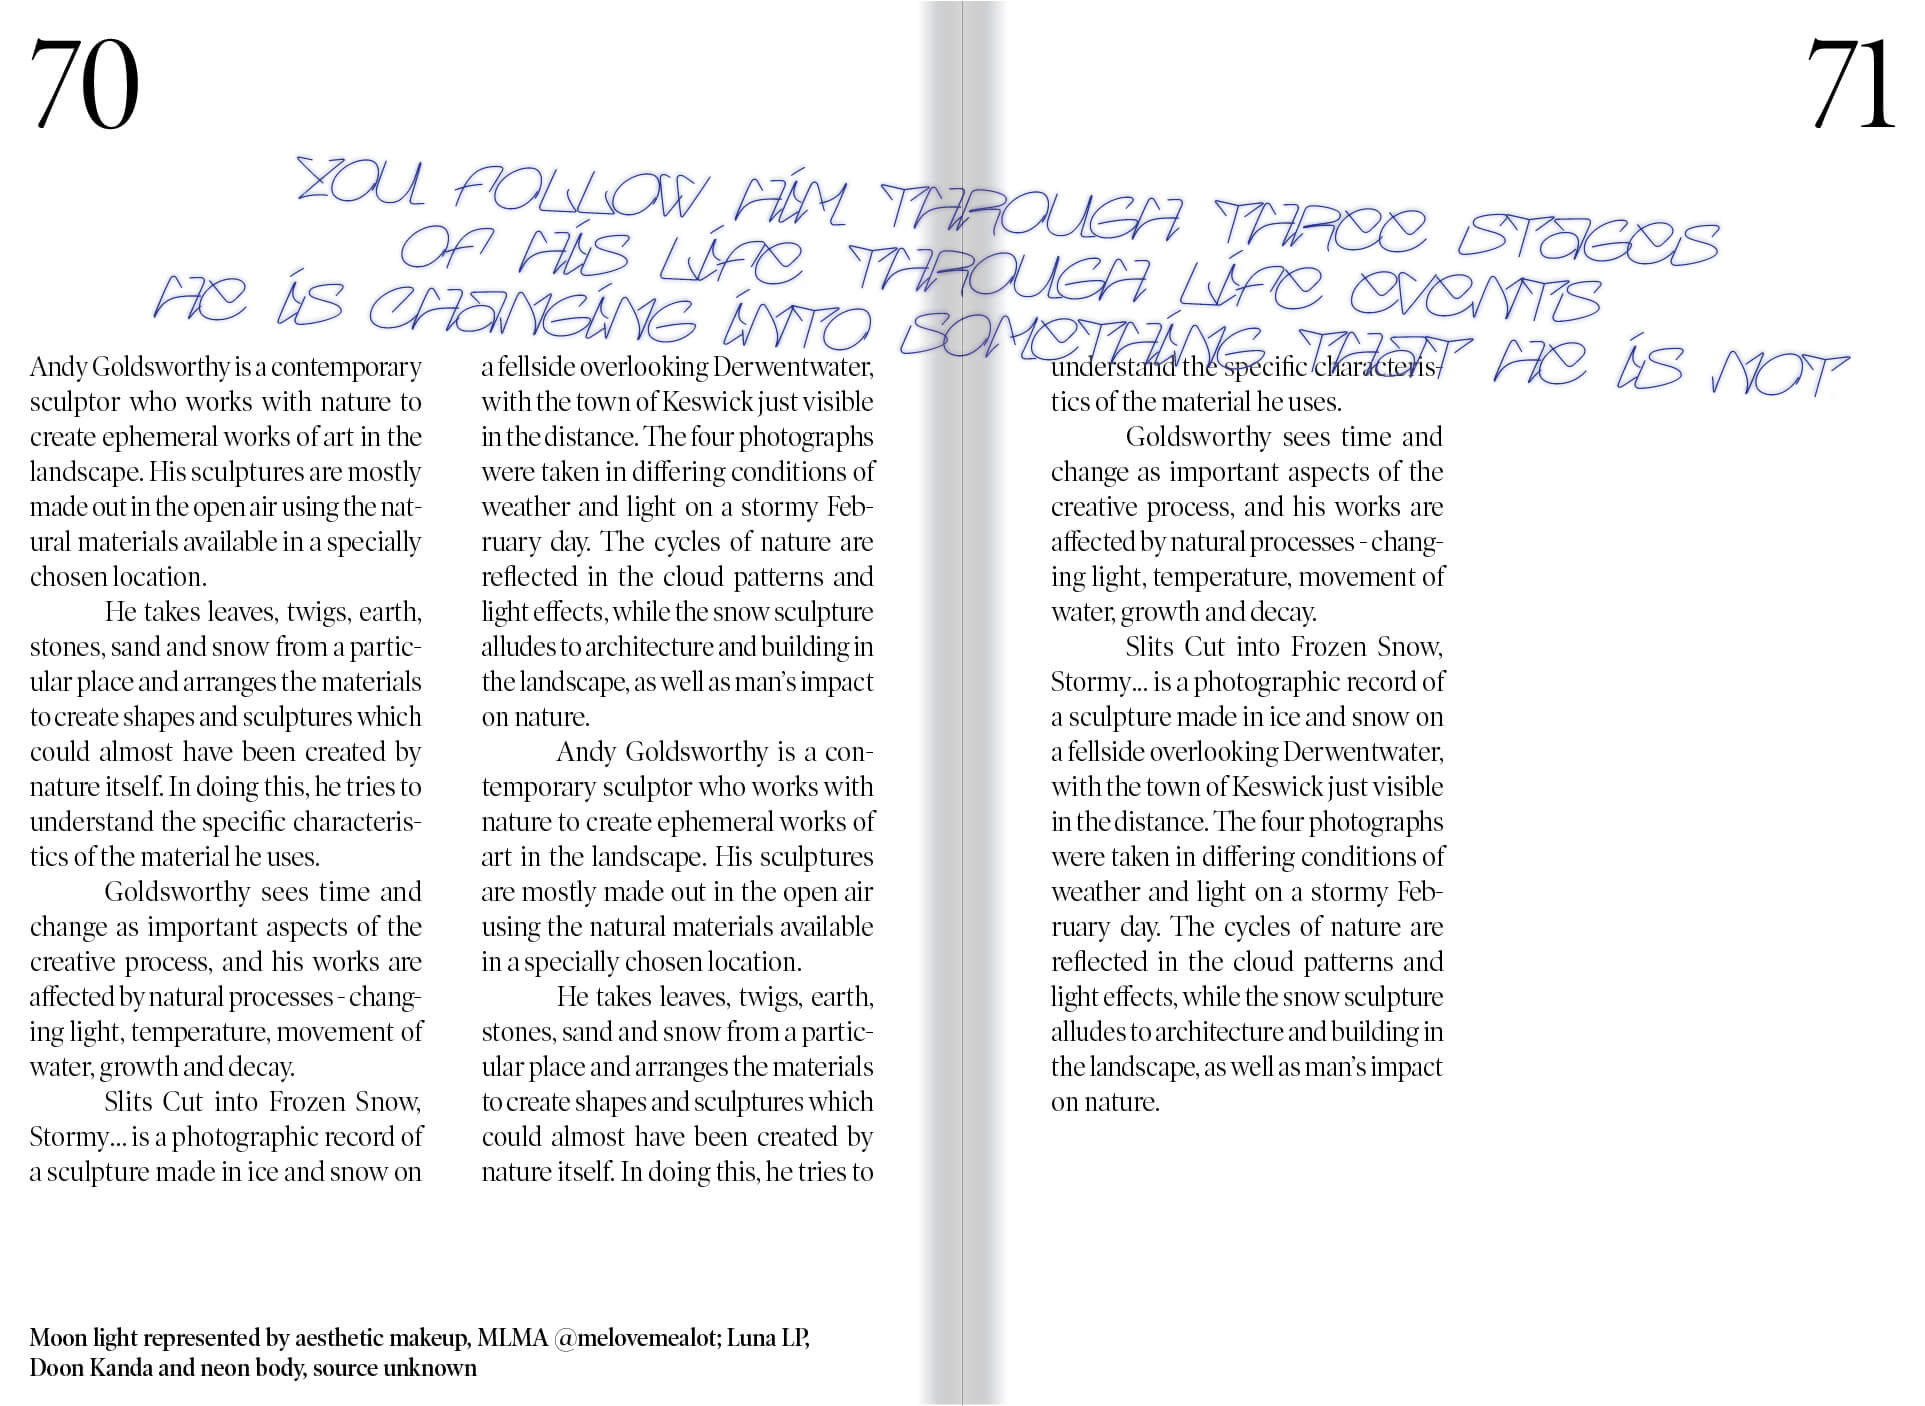 70
71
YOU FOLLOW HIM THROUGH THREE STAGES
OF HIS LIFE THROUGH LIFE EVENTS
HE IS CHANGING INTO SOMETHING THAT HE IS NOT
Andy Goldsworthy is a contemporary
sculptor who works with nature to
create ephemeral works of art in the
landscape. His sculptures are mostly
made out in the open air using the nat-
ural materials available in a specially
chosen location.
He takes leaves, twigs, earth,
stones, sand and snow from a partic-
ular place and arranges the materials
to create shapes and sculptures which
could almost have been created by
nature itself. In doing this, he tries to
understand the specific characteris-
tics of the material he uses.
Goldsworthy sees time and
change as important aspects of the
creative process, and his works are
affected by natural processes - chang-
ing light, temperature, movement of
water, growth and decay.
Slits Cut into Frozen Snow,
Stormy... is a photographic record of
a sculpture made in ice and snow on
a fellside overlooking Derwentwater,
with the town of Keswick just visible
in the distance. The four photographs
were taken in differing conditions of
weather and light on a stormy Feb-
ruary day. The cycles of nature are
reflected in the cloud patterns and
light effects, while the snow sculpture
alludes to architecture and building in
the landscape, as well as man's impact
on nature.
Andy Goldsworthy is a con-
temporary sculptor who works with
nature to create ephemeral works of
art in the landscape. His sculptures
are mostly made out in the open air
using the natural materials available
in a specially chosen location.
He takes leaves, twigs, earth,
stones, sand and snow from a partic-
ular place and arranges the materials
to create shapes and sculptures which
could almost have been created by
nature itself. In doing this, he tries to
understand the specific characteris-
tics of the material he uses.
Goldsworthy sees time and
change as important aspects of the
creative process, and his works are
affected by natural processes - chang-
ing light, temperature, movement of
water, growth and decay.
Slits Cut into Frozen Snow,
Stormy... is a photographic record of
a sculpture made in ice and snow on
a fellside overlooking Derwentwater,
with the town of Keswick just visible
in the distance. The four photographs
were taken in differing conditions of
weather and light on a stormy Feb-
ruary day. The cycles of nature are
reflected in the cloud patterns and
light effects, while the snow sculpture
alludes to architecture and building in
the landscape, as well as man's impact
on nature.
Moon light represented by aesthetic makeup, MLMA @melovemealot; Luna LP,
Doon Kanda and neon body, source unknown